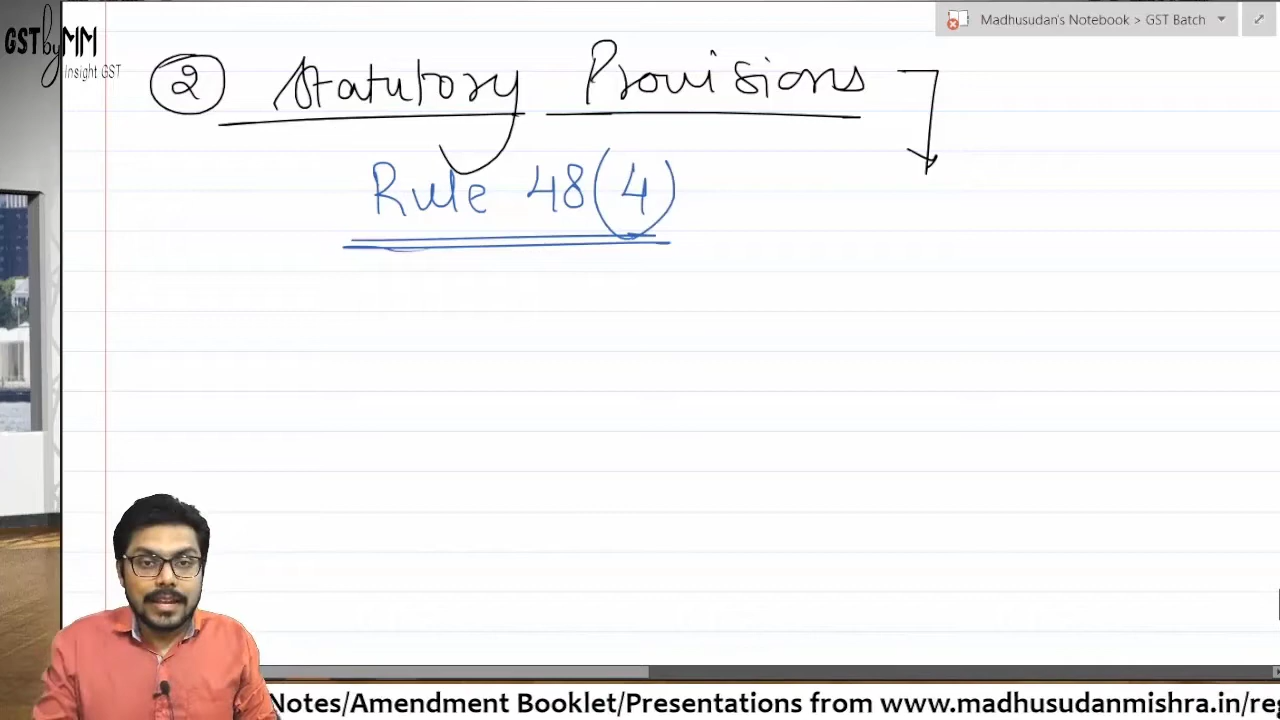 GST by MM
Insight GST
Madhusudan's Notebook > GST Batch
2 Statutory Provisions
Rule 48(4)
Notes/Amendment Booklet/Presentations from www.madhusudanmishra.in/reg